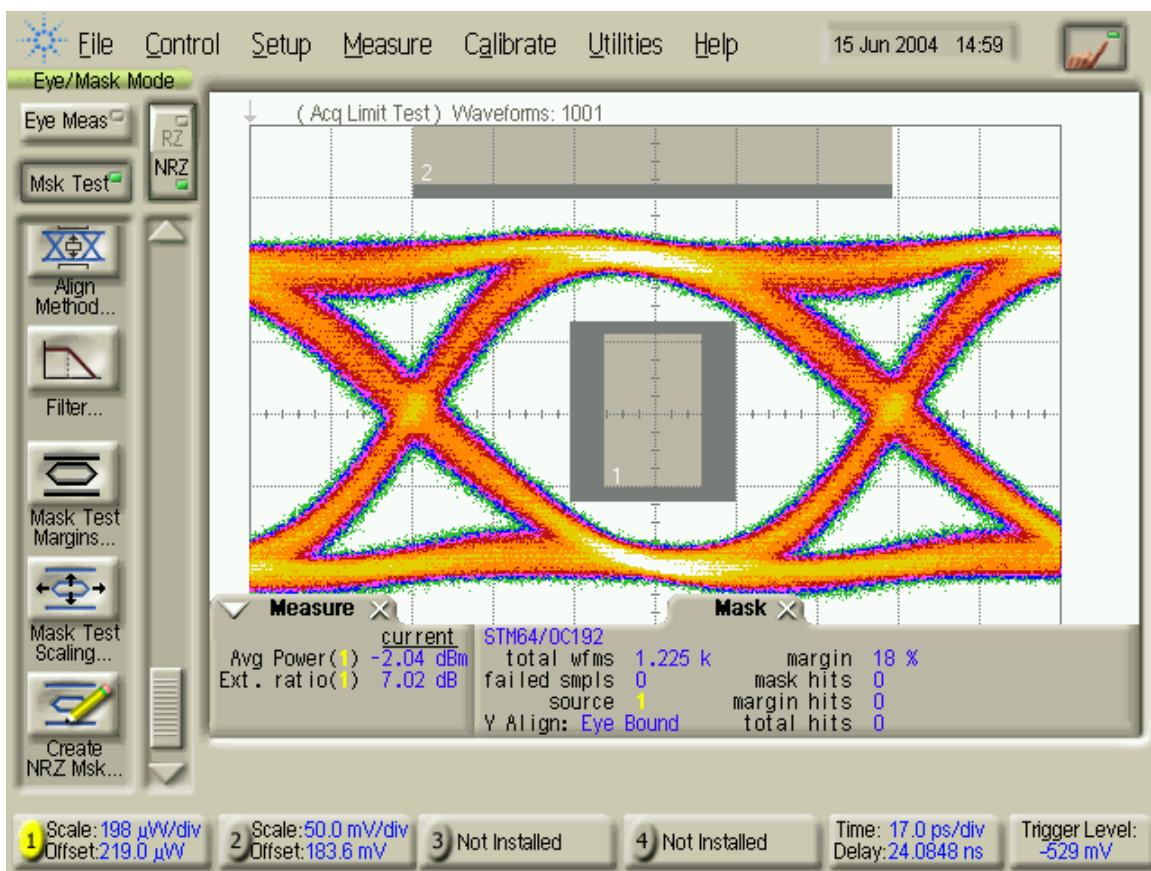 File Control Setup Measure Calibrate Utilities Help 15 Jun 2004 14:59
Eye/Mask Mode
Eye Meas
RZ
NRZ
Msk Test
( Acq Limit Test ) Waveforms: 1001
2
1
Align
Method...
Filter...
Mask Test
Margins...
Mask Test
Scaling...
Create
NRZ Msk...
Measure
current
Avg Power(1) -2.04 dBm
Ext. ratio(1) 7.02 dB
Mask
STM64/OC192
total wfms 1.225 k margin 18 %
failed smpls 0 mask hits 0
source 1 margin hits 0
Y Align: Eye Bound total hits 0
1 Scale: 198 µW/div
Offset: 219.0 µW
2 Scale: 50.0 mV/div
Offset: 183.6 mV
3 Not Installed
4 Not Installed
Time: 17.0 ps/div
Delay: 24.0848 ns
Trigger Level:
-529 mV